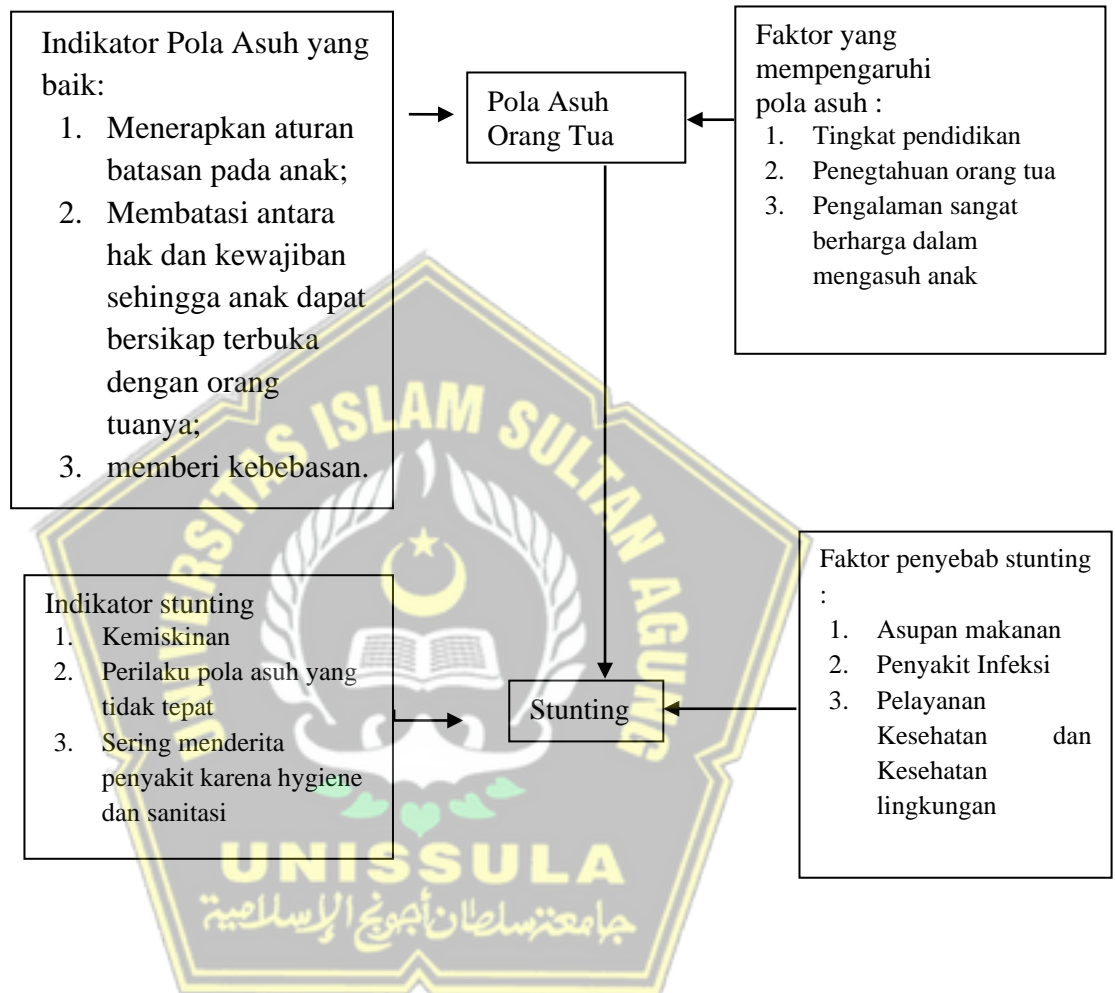 Indikator Pola Asuh yang
baik:
1. Menerapkan aturan
batasan pada anak;
2. Membatasi antara
hak dan kewajiban
sehingga anak dapat
bersikap terbuka
dengan orang
tuanya;
3. memberi kebebasan.
Pola Asuh
Orang Tua
Faktor yang
mempengaruhi
pola asuh :
1. Tingkat pendidikan
2. Penegtahuan orang tua
3. Pengalaman sangat
berharga dalam
mengasuh anak
Indikator stunting
1. Kemiskinan
2. Perilaku pola asuh yang
tidak tepat
3. Sering menderita
penyakit karena hygiene
dan sanitasi
Stunting
Faktor penyebab stunting
:
1. Asupan makanan
2. Penyakit Infeksi
3. Pelayanan
Kesehatan dan
Kesehatan
lingkungan
UNIVERSITAS ISLAM SULTAN AGUNG
UNISSULA
جامعة سلطان أجونج الإسلامية